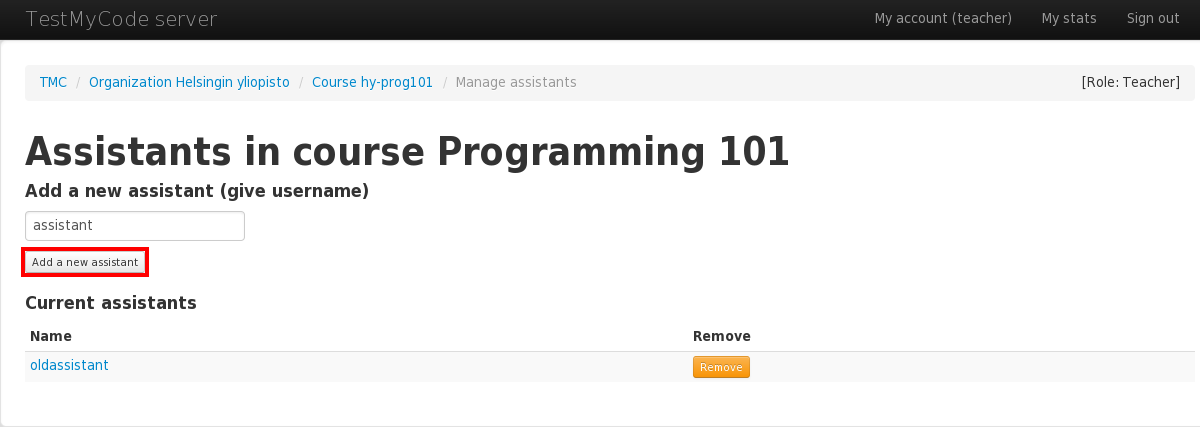 TestMyCode server My account (teacher) My stats Sign out
TMC / Organization Helsingin yliopisto / Course hy-prog101 / Manage assistants [Role: Teacher]
Assistants in course Programming 101
Add a new assistant (give username)
assistant
Add a new assistant
Current assistants
Name Remove
oldassistant Remove